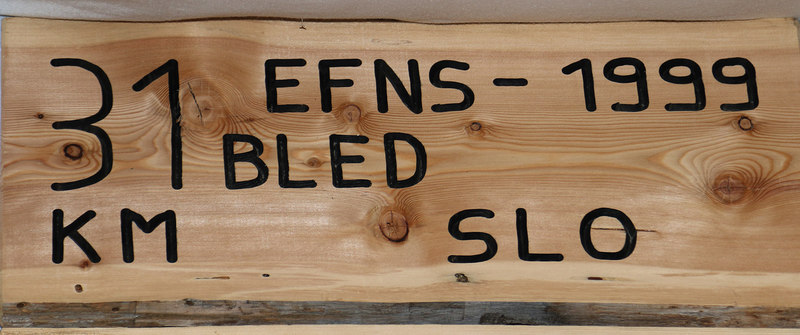 31 EFNS - 1999
BLED
KM SLO